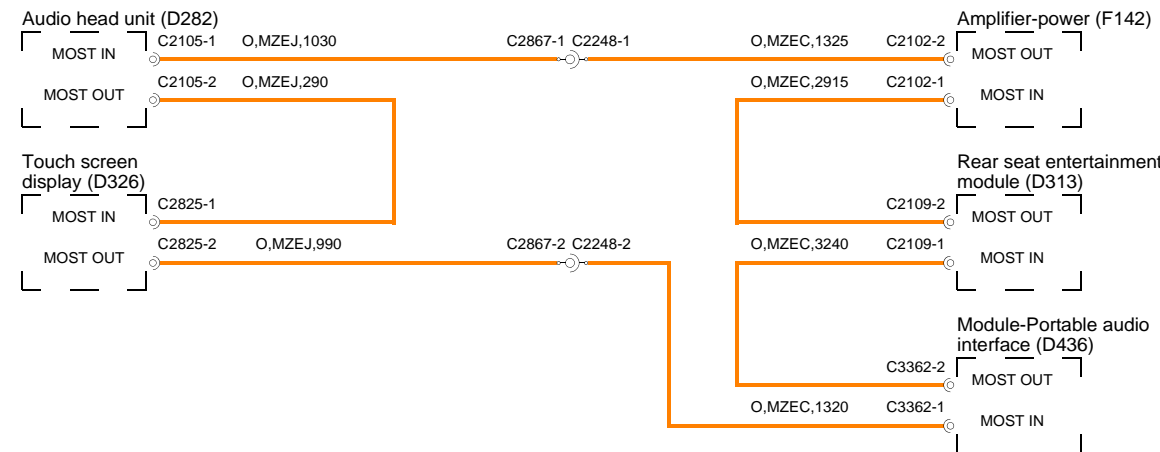 Audio head unit (D282)
MOST IN
C2105-1
O,MZEJ,1030
C2867-1
C2248-1
O,MZEC,1325
C2102-2
Amplifier-power (F142)
MOST OUT
MOST OUT
C2105-2
O,MZEJ,290
O,MZEC,2915
C2102-1
MOST IN
Touch screen
display (D326)
MOST IN
C2825-1
Rear seat entertainment
module (D313)
C2109-2
MOST OUT
MOST OUT
C2825-2
O,MZEJ,990
C2867-2
C2248-2
O,MZEC,3240
C2109-1
MOST IN
Module-Portable audio
interface (D436)
C3362-2
MOST OUT
O,MZEC,1320
C3362-1
MOST IN